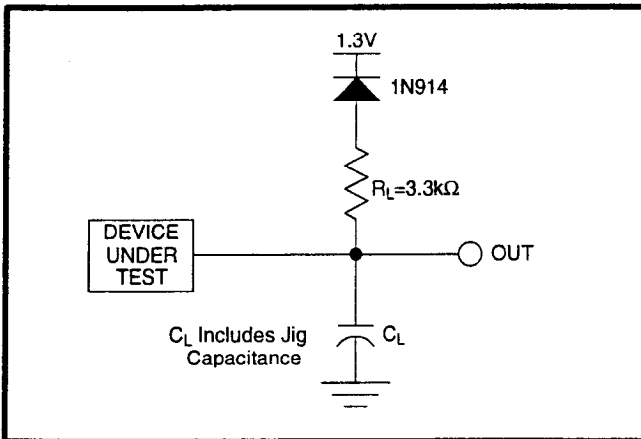 1.3V
1N914
R_L=3.3kΩ
DEVICE
UNDER
TEST
OUT
C_L Includes Jig
Capacitance
C_L